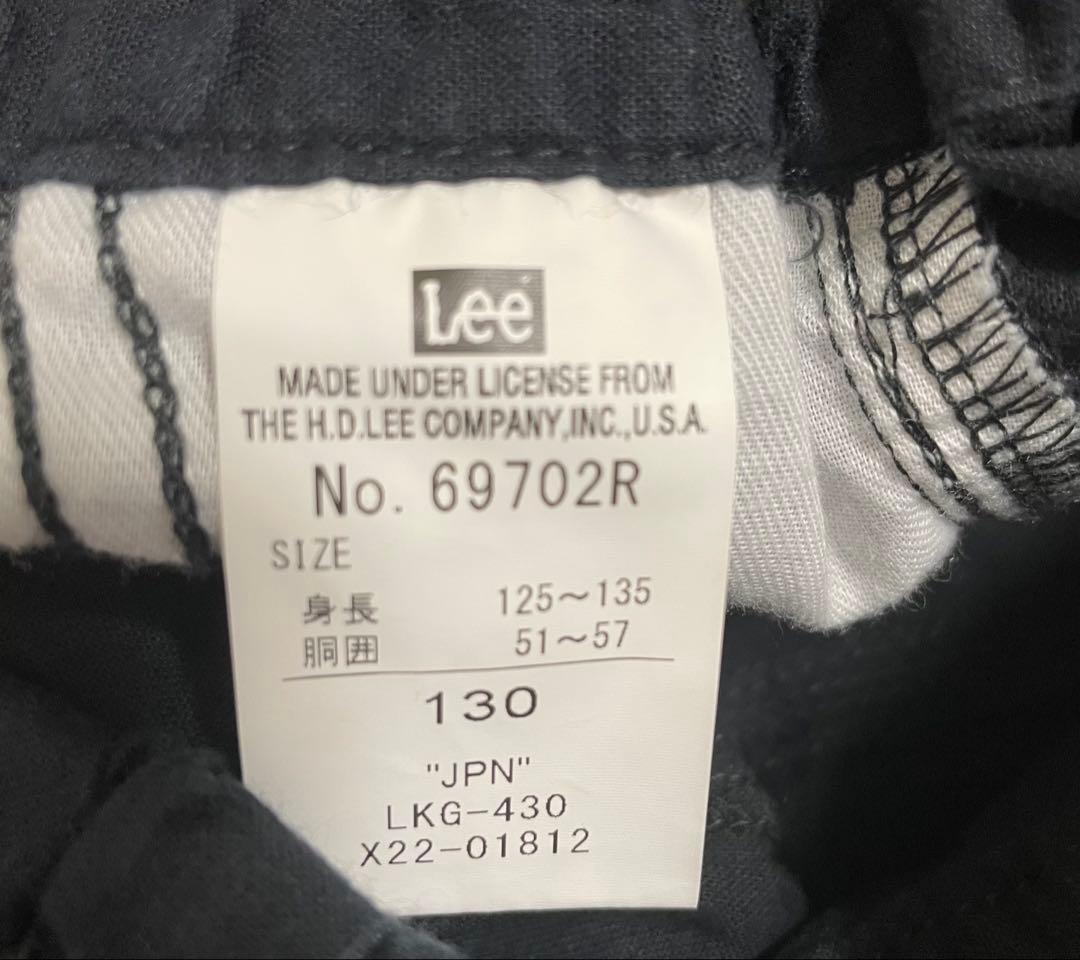 Lee
MADE UNDER LICENSE FROM
THE H.D.LEE COMPANY,INC.,U.S.A.
No. 69702R
SIZE
身長 125～135
胴囲 51～57
130
"JPN"
LKG-430
X22-01812